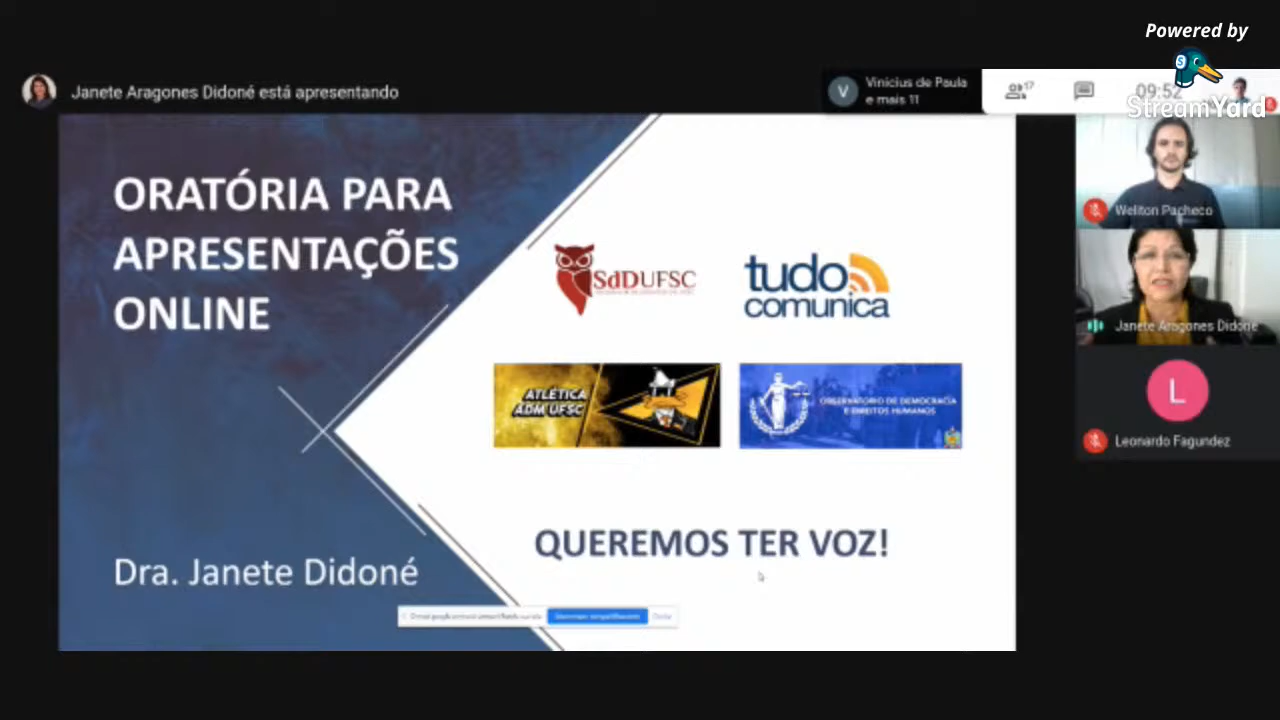 Powered by
StreamYard
Janete Aragones Didoné está apresentando
V
Vinicius de Paula
e mais 11
17
09:52
ORATÓRIA PARA
APRESENTAÇÕES
ONLINE
SdDUFSC
tudo
comunica
Weliton Pacheco
Janete Aragones Didoné
ATLÉTICA
ADM UFSC
OBSERVATÓRIO DE DEMOCRACIA
E DIREITOS HUMANOS
L
Leonardo Fagundez
QUEREMOS TER VOZ!
Dra. Janete Didoné